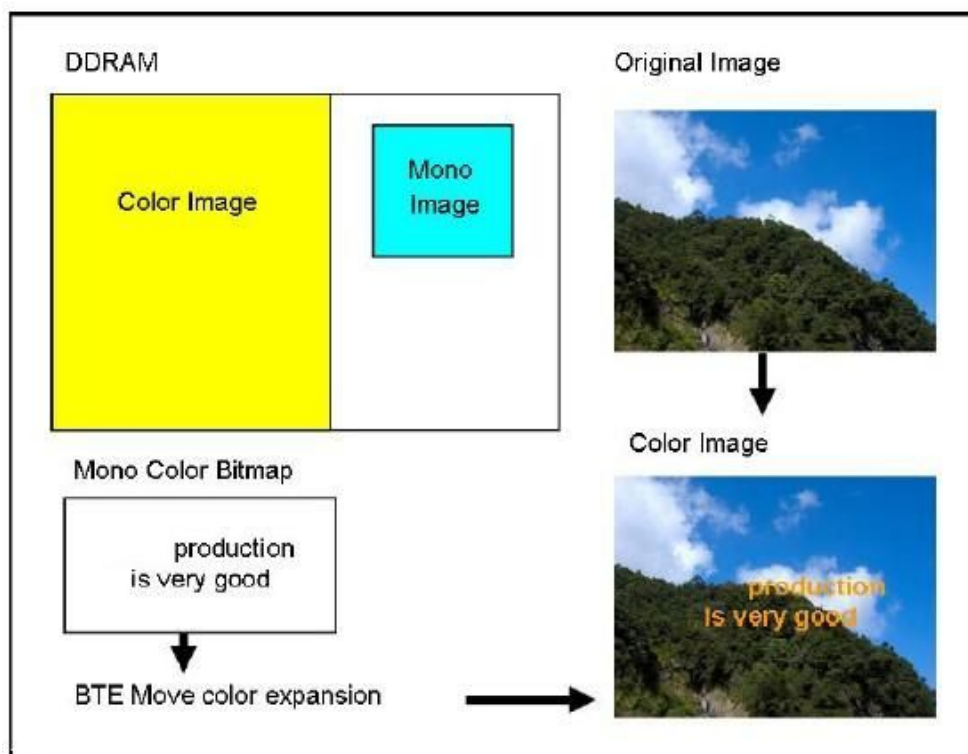 DDRAM
Original Image
Color Image
Mono
Image
Color Image
Mono Color Bitmap
production
is very good
production
Is very good
BTE Move color expansion